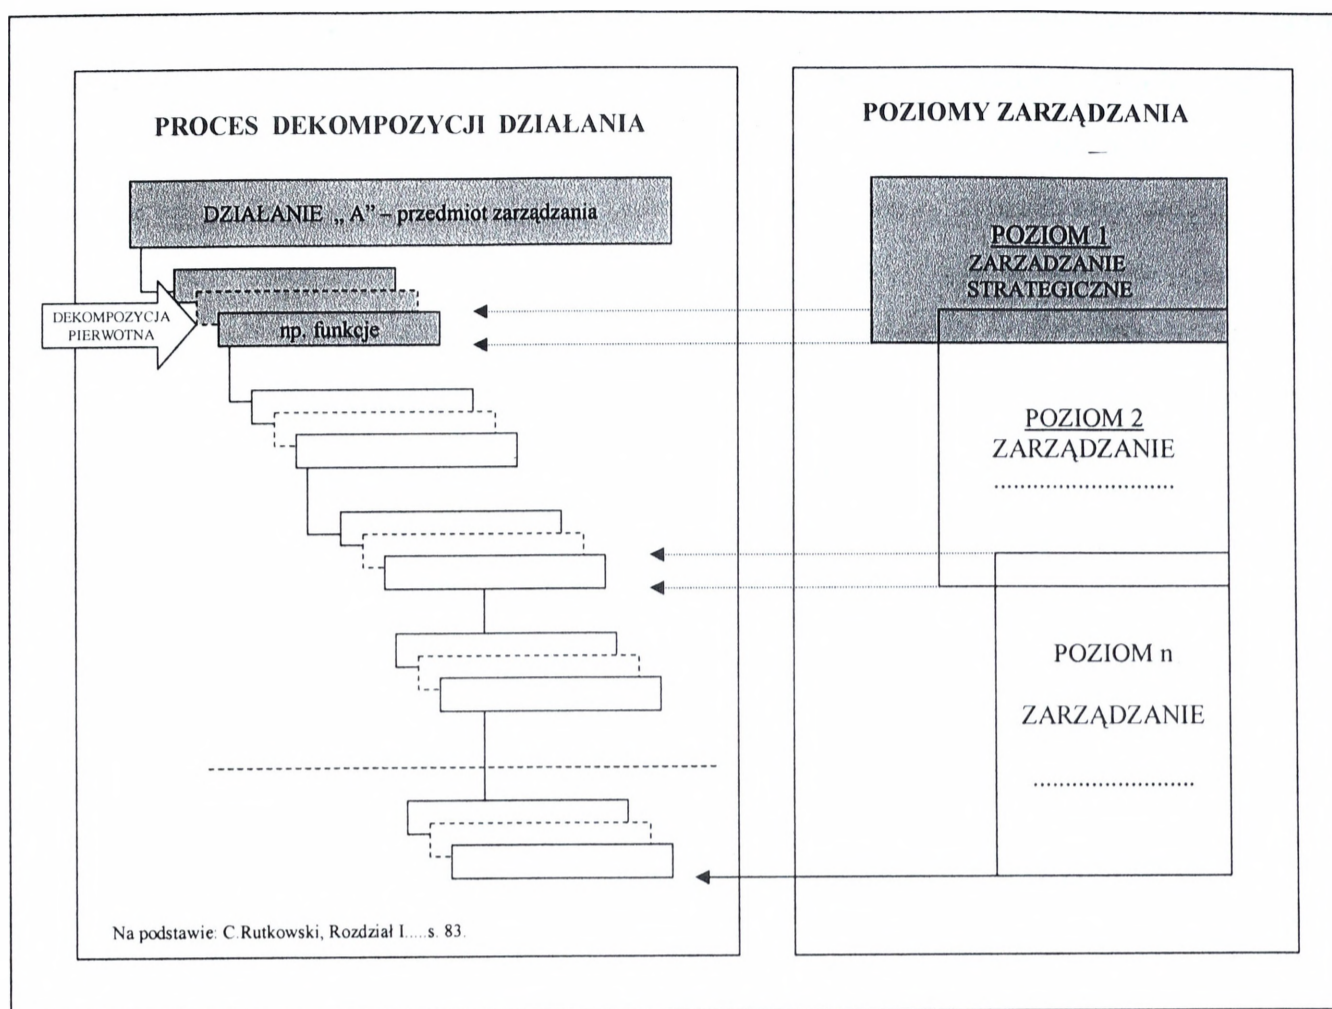 PROCES DEKOMPOZYCJI DZIAŁANIA
DZIAŁANIE „ A” – przedmiot zarządzania
DEKOMPOZYCJA
PIERWOTNA
np. funkcje
Na podstawie: C.Rutkowski, Rozdział I.....s. 83.
POZIOMY ZARZĄDZANIA
POZIOM 1
ZARZADZANIE
STRATEGICZNE
POZIOM 2
ZARZĄDZANIE
............................
POZIOM n
ZARZĄDZANIE
.........................